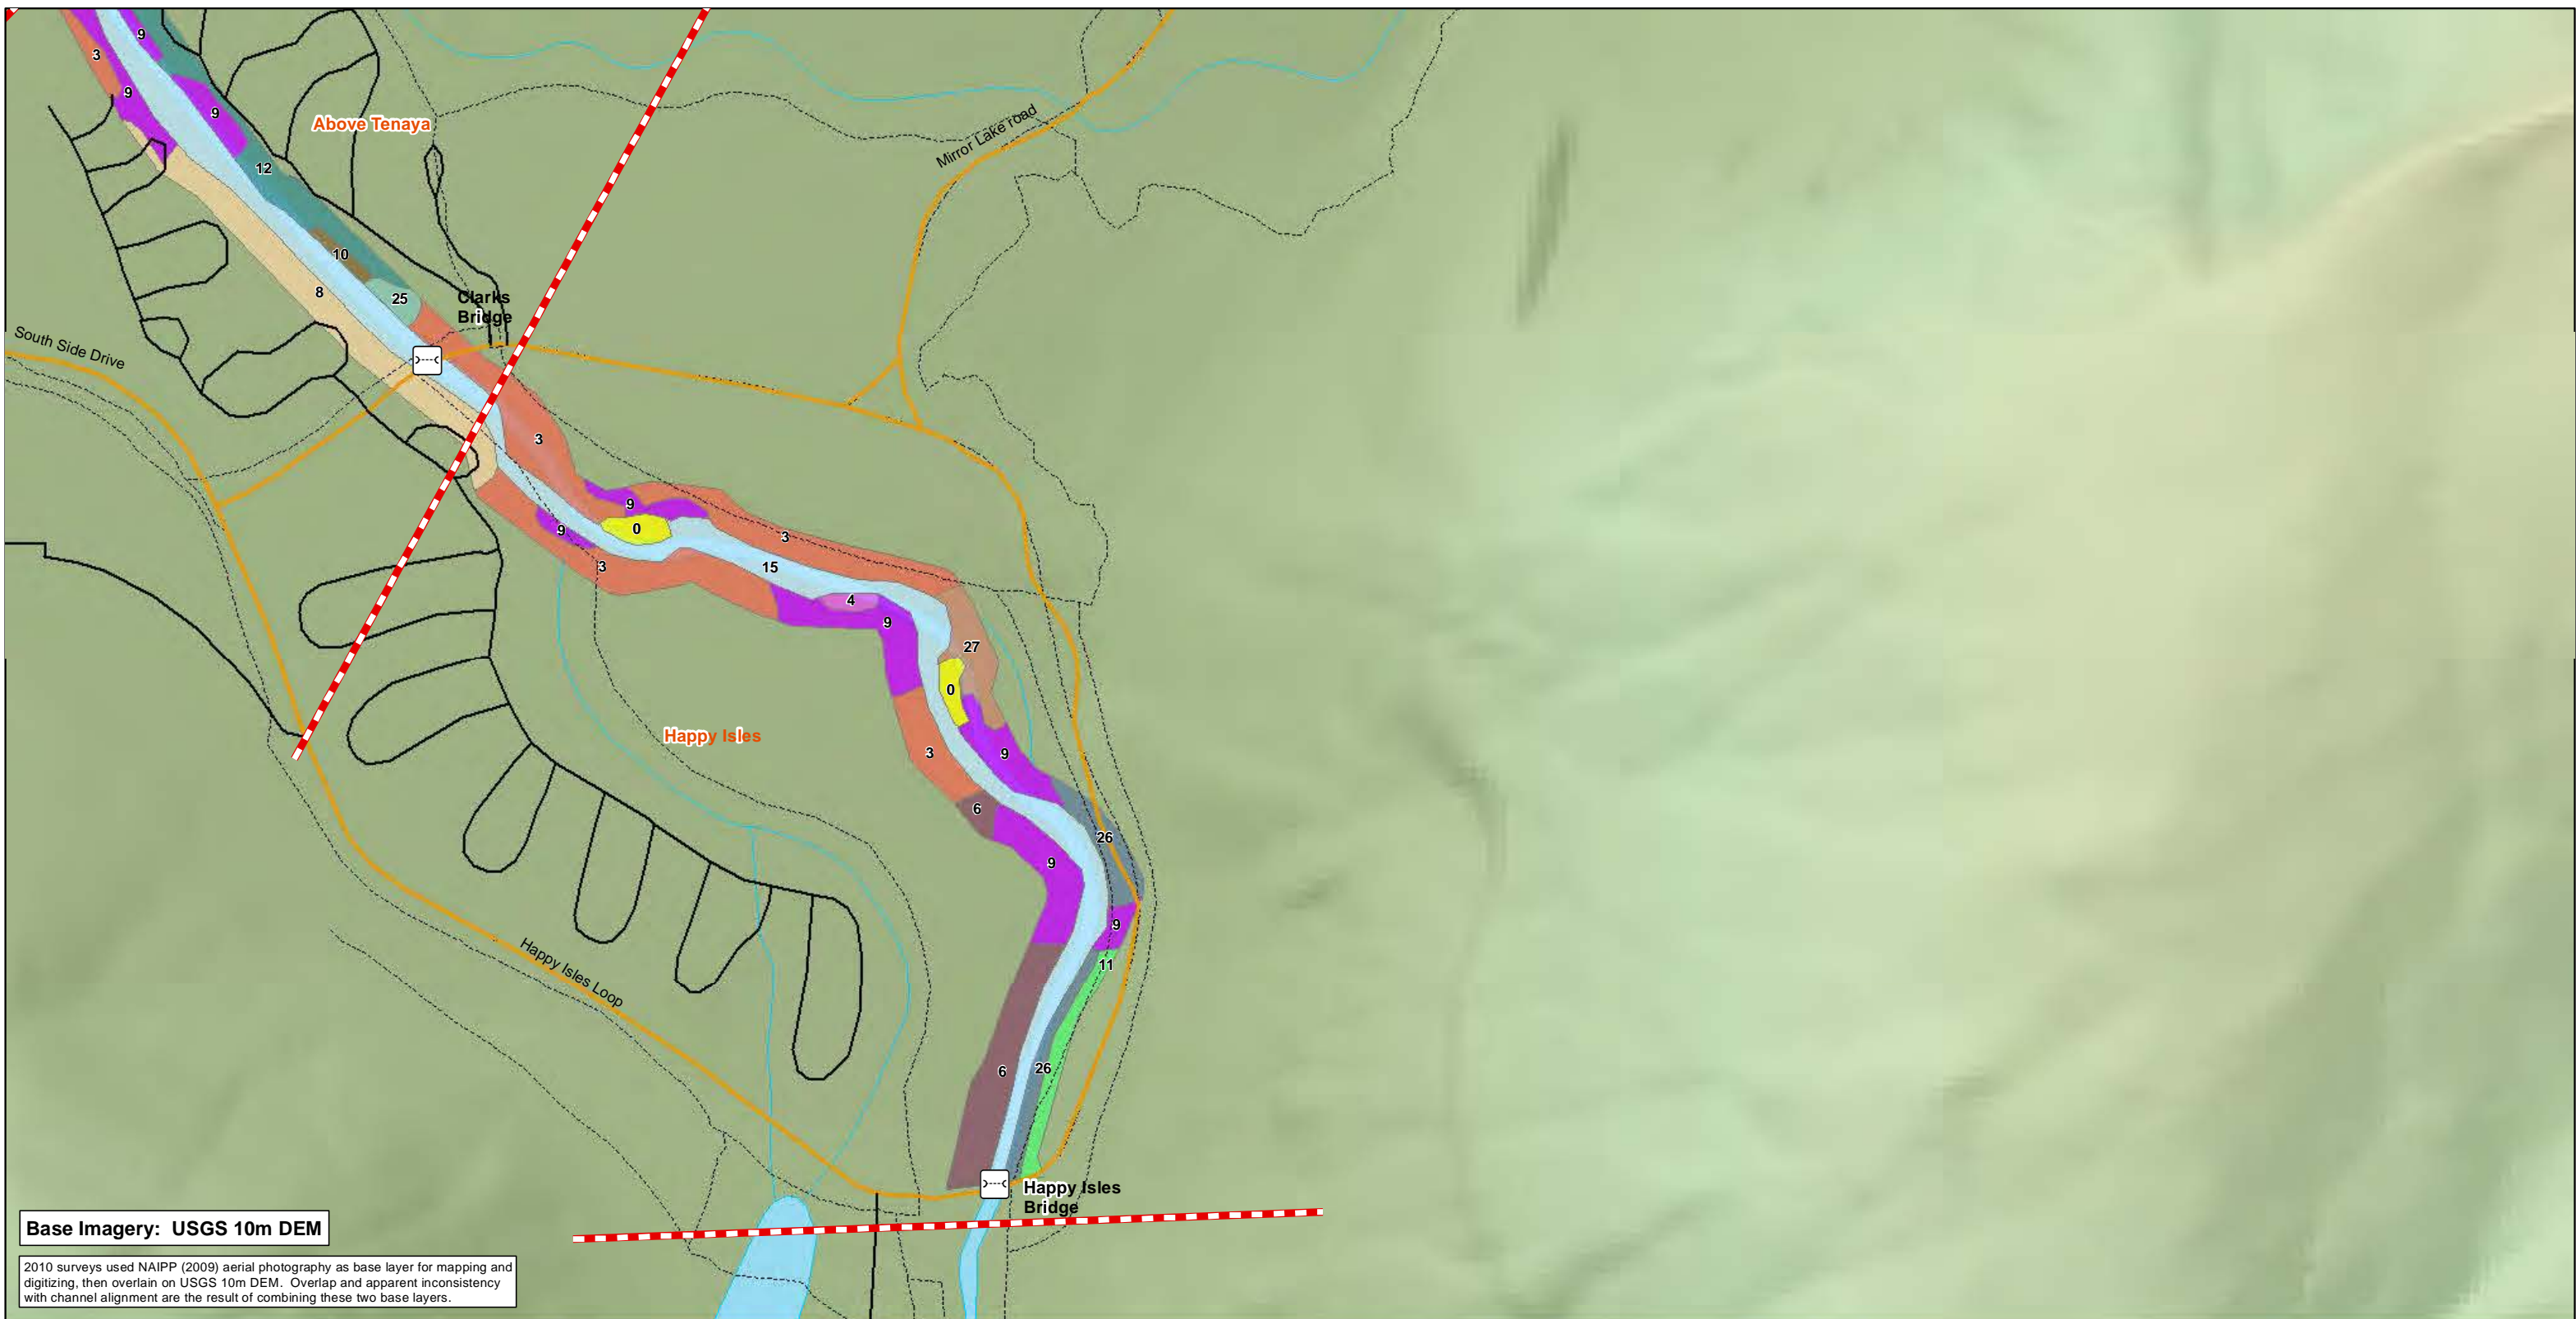 9
3
9
9
Above Tenaya
Mirror Lake road
12
10
8
25
Clarks
Bridge
South Side Drive
3
9
9
0
3
3
15
4
9
27
0
Happy Isles
3
9
6
26
9
9
11
Happy Isles Loop
6
26
Happy Isles
Bridge
Base Imagery: USGS 10m DEM
2010 surveys used NAIPP (2009) aerial photography as base layer for mapping and
digitizing, then overlain on USGS 10m DEM. Overlap and apparent inconsistency
with channel alignment are the result of combining these two base layers.